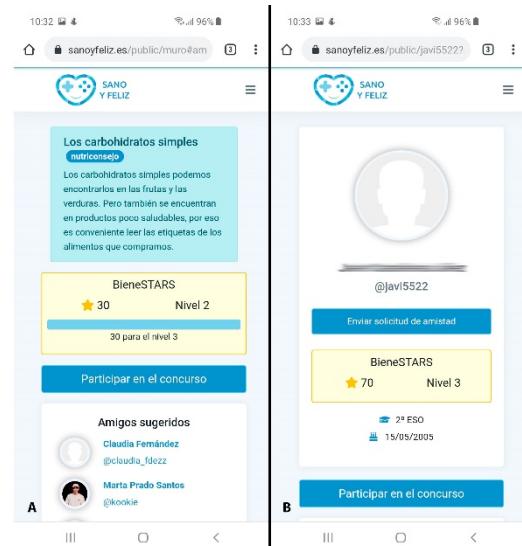 10:32
96%
sanoyfeliz.es/public/muro#am
3
SANO
Y FELIZ
Los carbohidratos simples
nutriconsejo
Los carbohidratos simples podemos
encontrarlos en las frutas y las
verduras. Pero también se encuentran
en productos poco saludables, por eso
es conveniente leer las etiquetas de los
alimentos que compramos.
BieneSTARS
30 Nivel 2
30 para el nivel 3
Participar en el concurso
Amigos sugeridos
Claudia Fernández
@claudia_fdezz
Marta Prado Santos
@kookie
A
10:33
96%
sanoyfeliz.es/public/javi5522?
3
SANO
Y FELIZ
@javi5522
Enviar solicitud de amistad
BieneSTARS
70 Nivel 3
2ª ESO
15/05/2005
Participar en el concurso
B